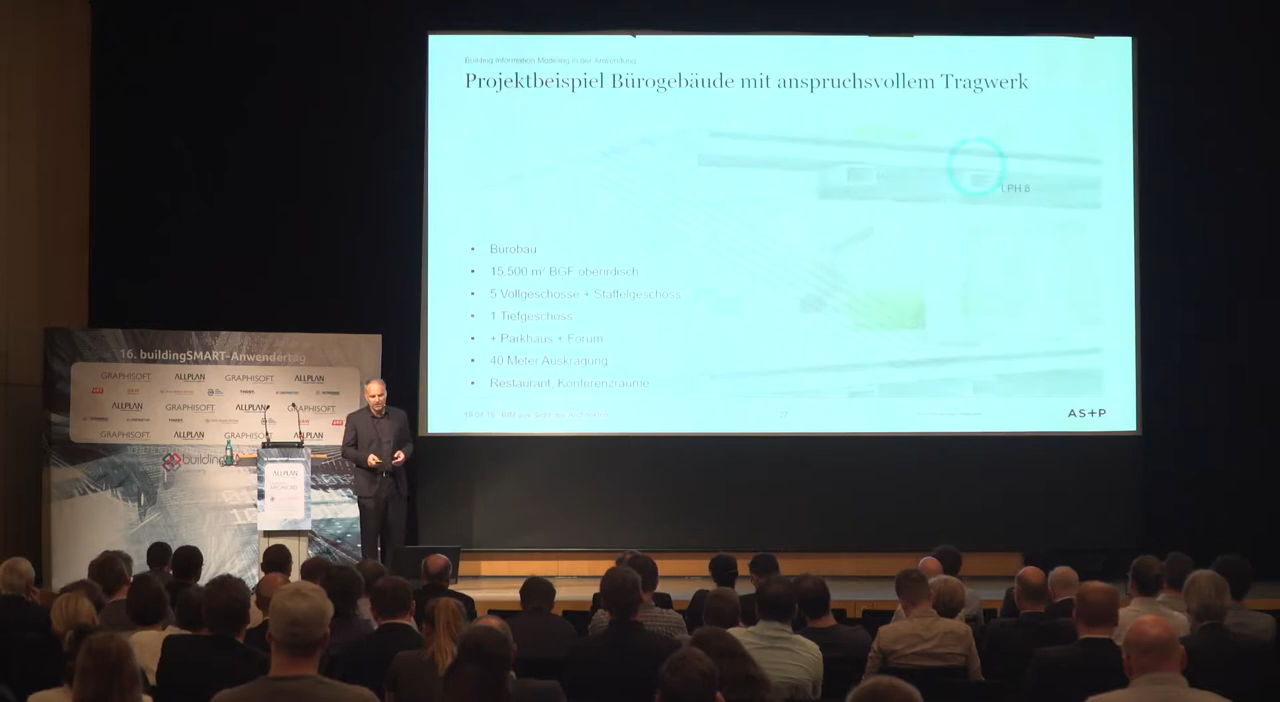 Building Information Modeling in der Anwendung
Projektbeispiel Bürogebäude mit anspruchsvollem Tragwerk
LPH 8
▪ Bürobau
▪ 15.500 m² BGF oberirdisch
▪ 5 Vollgeschosse + Staffelgeschoss
▪ 1 Tiefgeschoss
▪ + Parkhaus + Forum
▪ 40 Meter Auskragung
▪ Restaurant, Konferenzräume
27
AS+P
16. buildingSMART-Anwendertag
GRAPHISOFT ALLPLAN GRAPHISOFT ALLPLAN
ALLPLAN GRAPHISOFT ALLPLAN GRAPHISOFT
GRAPHISOFT ALLPLAN GRAPHISOFT ALLPLAN
building
ALLPLAN